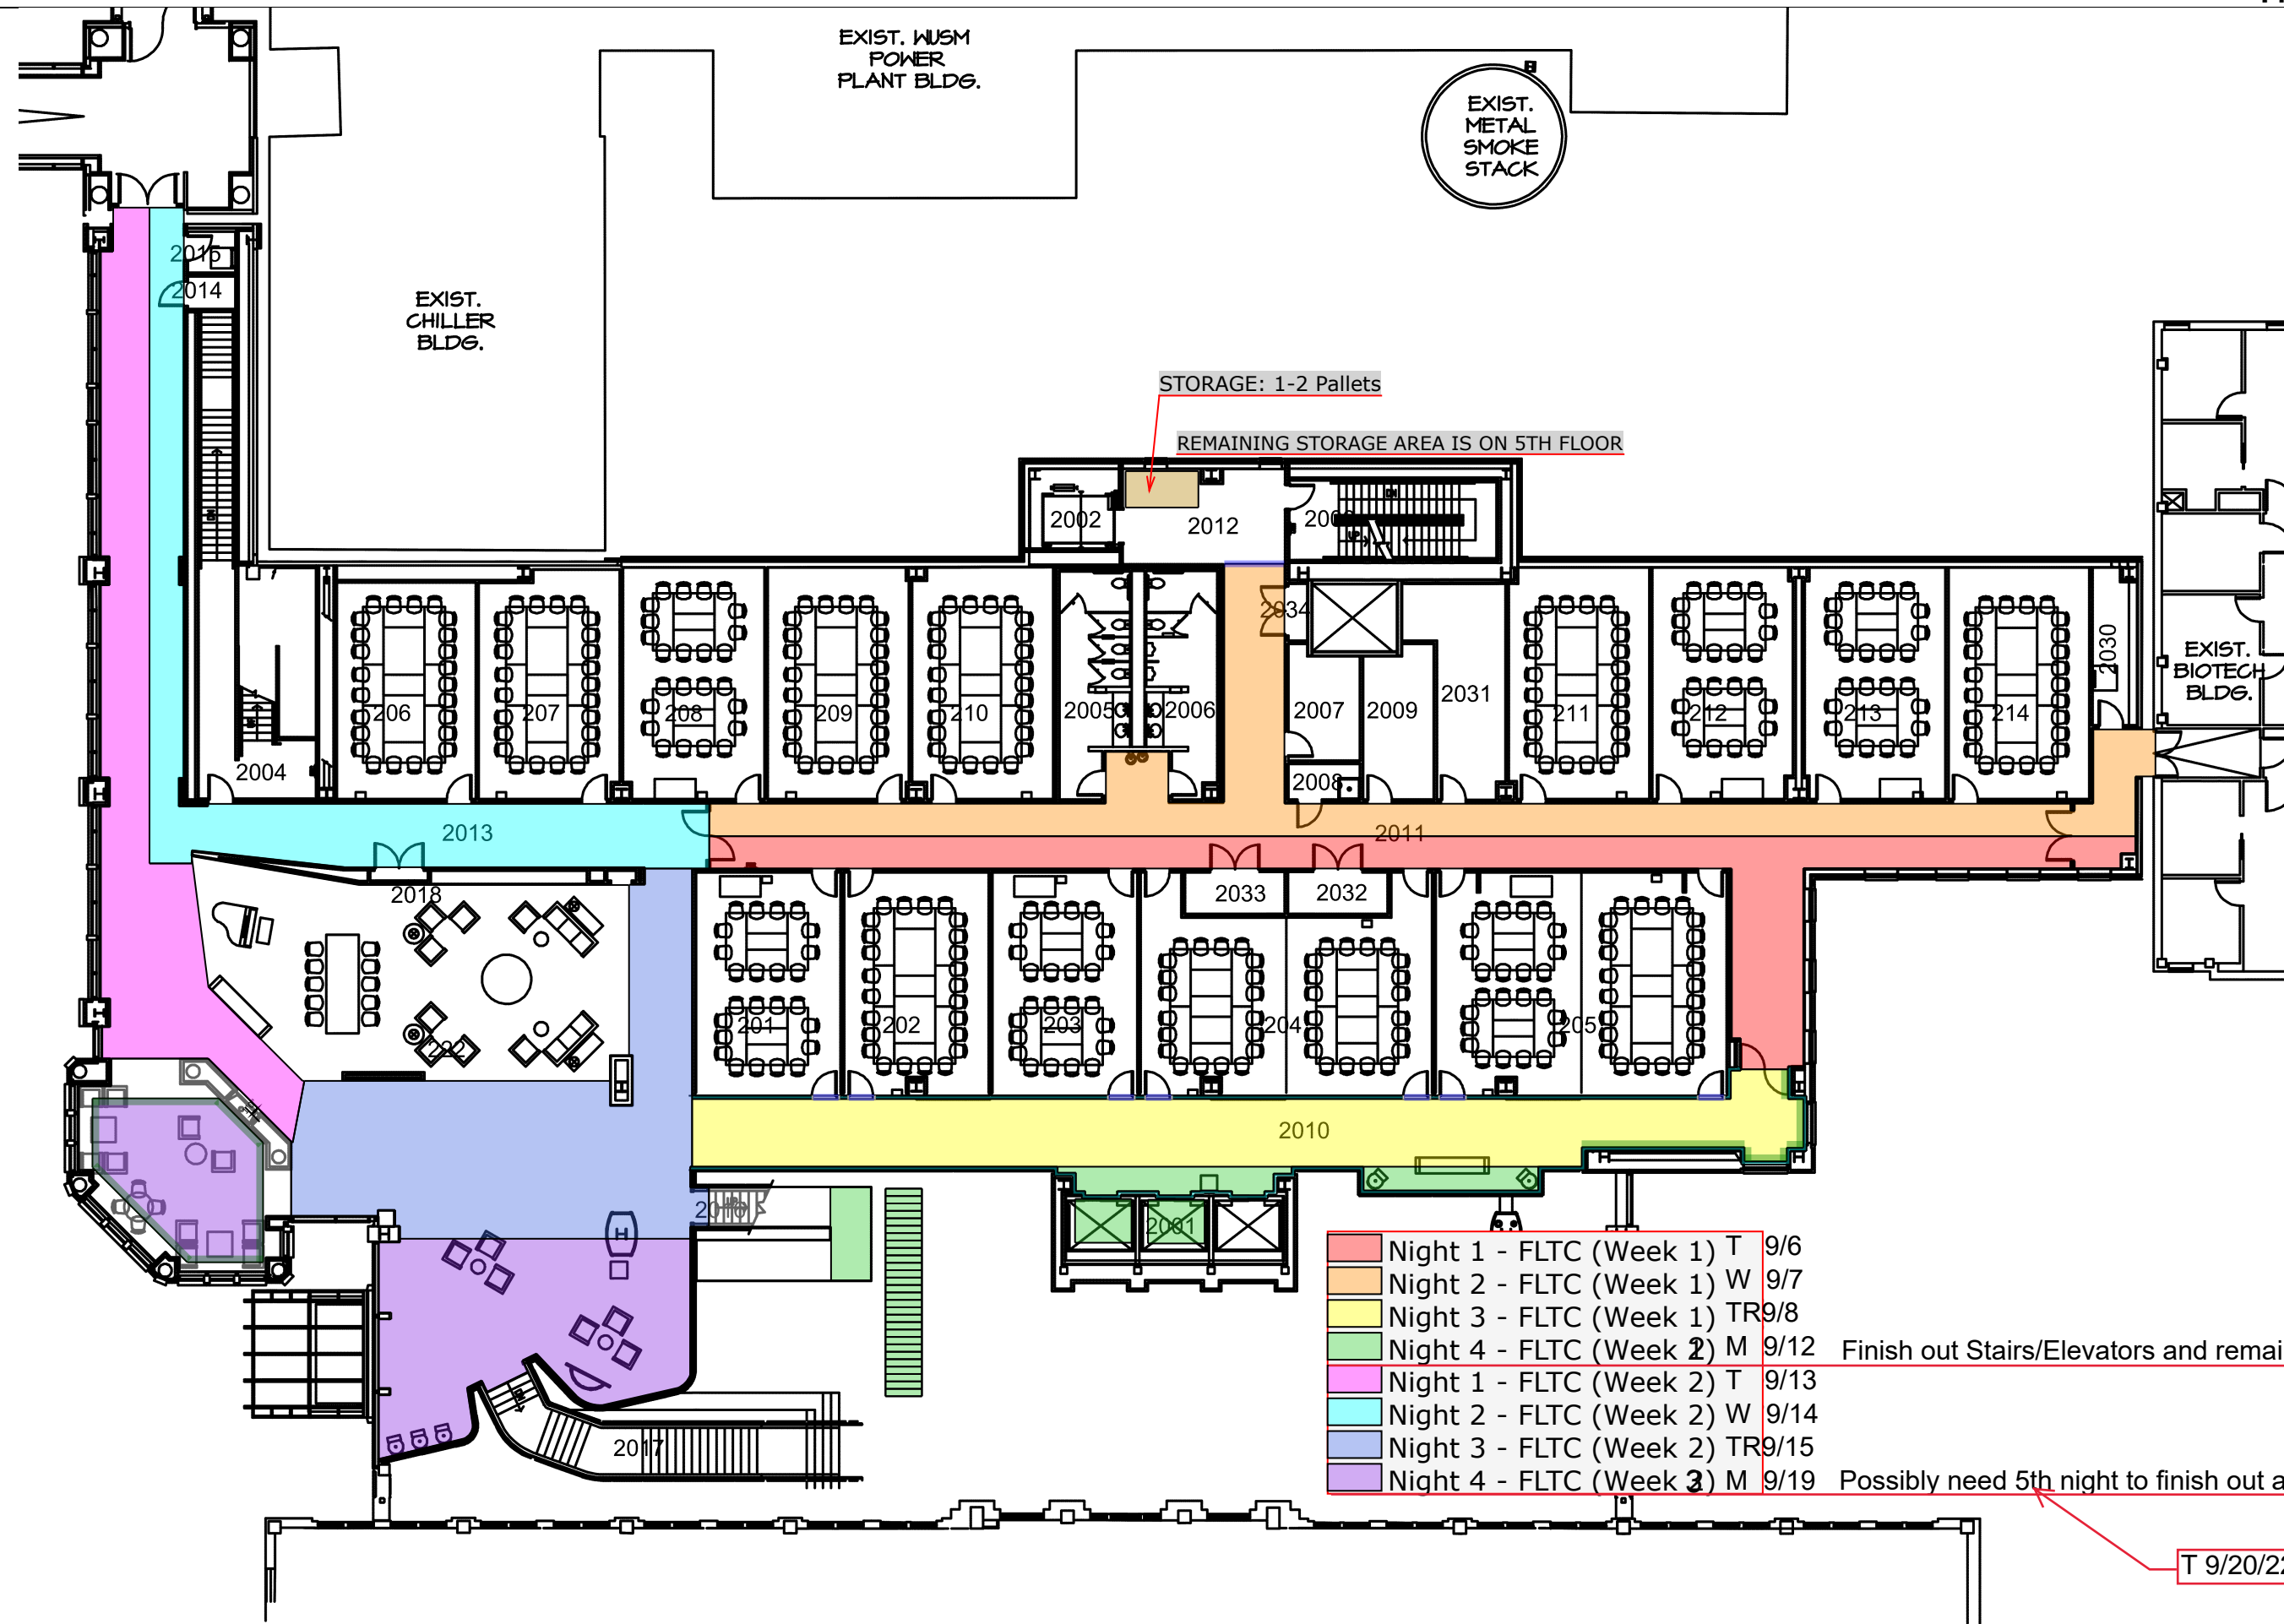 EXIST. WUSM
POWER
PLANT BLDG.
EXIST.
METAL
SMOKE
STACK
2015
2014
EXIST.
CHILLER
BLDG.
STORAGE: 1-2 Pallets
REMAINING STORAGE AREA IS ON 5TH FLOOR
2002
2012
2034
EXIST.
BIOTECH
BLDG.
2030
206
207
208
209
210
2005
2006
2007
2009
2031
211
212
213
214
2004
2008
2013
2011
2018
2033
2032
201
202
203
204
205
222
2010
2001
2017
DN
UP
Night 1 - FLTC (Week 1) T 9/6
Night 2 - FLTC (Week 1) W 9/7
Night 3 - FLTC (Week 1) TR 9/8
Night 4 - FLTC (Week 2) M 9/12 Finish out Stairs/Elevators and remai
Night 1 - FLTC (Week 2) T 9/13
Night 2 - FLTC (Week 2) W 9/14
Night 3 - FLTC (Week 2) TR 9/15
Night 4 - FLTC (Week 3) M 9/19 Possibly need 5th night to finish out a
T 9/20/22